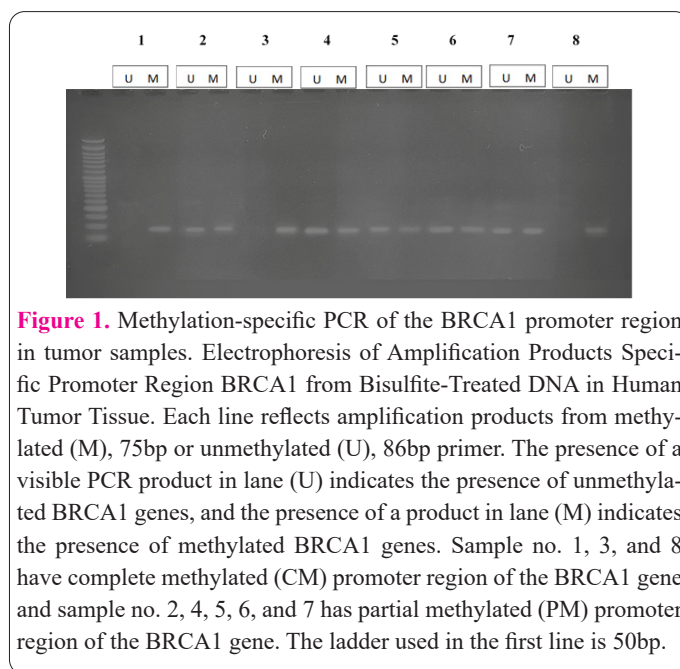 1 2 3 4 5 6 7 8
U M U M U M U M U M U M U M U M
Figure 1. Methylation-specific PCR of the BRCA1 promoter region
in tumor samples. Electrophoresis of Amplification Products Speci-
fic Promoter Region BRCA1 from Bisulfite-Treated DNA in Human
Tumor Tissue. Each line reflects amplification products from methy-
lated (M), 75bp or unmethylated (U), 86bp primer. The presence of a
visible PCR product in lane (U) indicates the presence of unmethyla-
ted BRCA1 genes, and the presence of a product in lane (M) indicates
the presence of methylated BRCA1 genes. Sample no. 1, 3, and 8
have complete methylated (CM) promoter region of the BRCA1 gene
and sample no. 2, 4, 5, 6, and 7 has partial methylated (PM) promoter
region of the BRCA1 gene. The ladder used in the first line is 50bp.